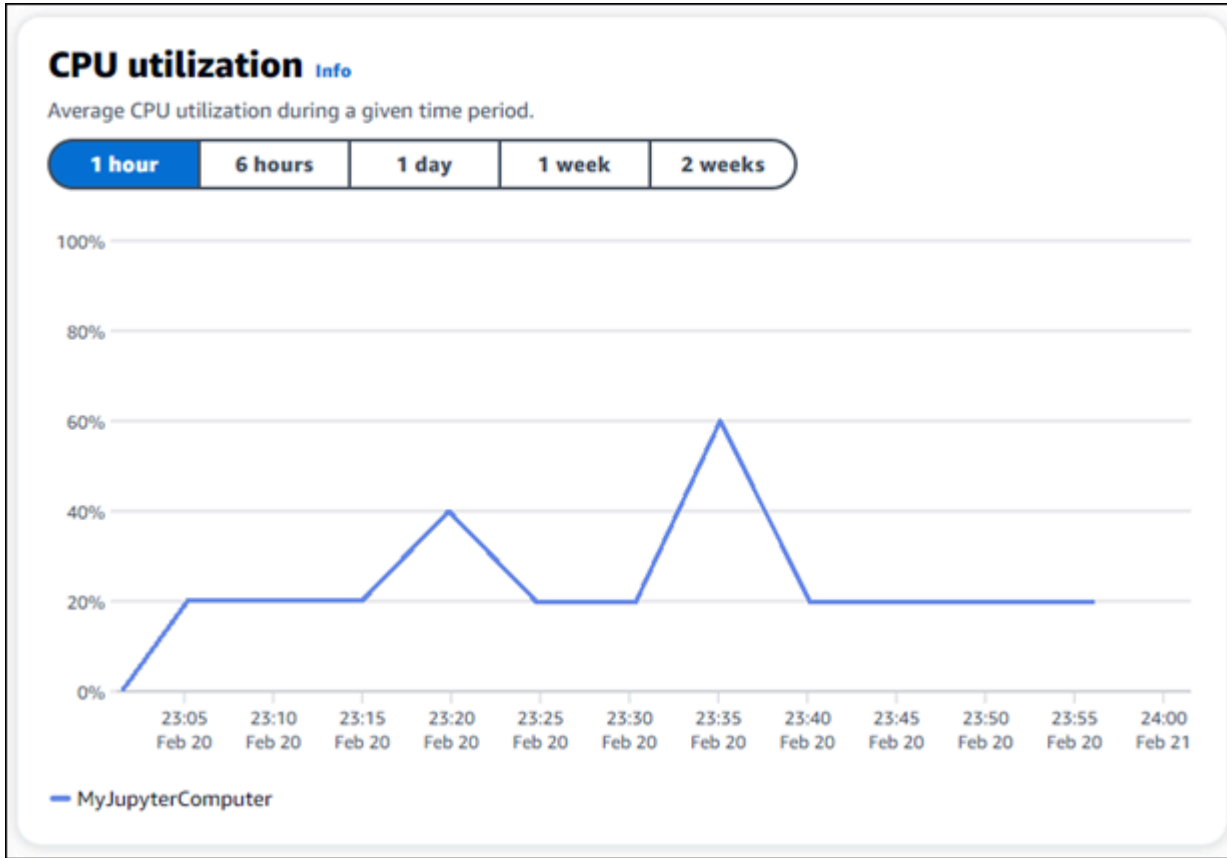 CPU utilization Info
Average CPU utilization during a given time period.
1 hour 6 hours 1 day 1 week 2 weeks
100%
80%
60%
40%
20%
0%
23:05 23:10 23:15 23:20 23:25 23:30 23:35 23:40 23:45 23:50 23:55 24:00
Feb 20 Feb 20 Feb 20 Feb 20 Feb 20 Feb 20 Feb 20 Feb 20 Feb 20 Feb 20 Feb 20 Feb 21
MyJupyterComputer